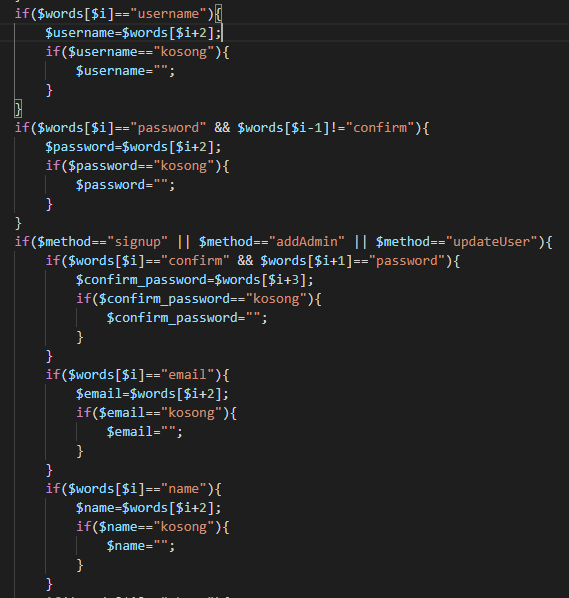 if($words[$i]=="username"){
$username=$words[$i+2];
if($username=="kosong"){
$username="";
}
}
if($words[$i]=="password" && $words[$i-1]!="confirm"){
$password=$words[$i+2];
if($password=="kosong"){
$password="";
}
}
if($method=="signup" || $method=="addAdmin" || $method=="updateUser"){
if($words[$i]=="confirm" && $words[$i+1]=="password"){
$confirm_password=$words[$i+3];
if($confirm_password=="kosong"){
$confirm_password="";
}
}
if($words[$i]=="email"){
$email=$words[$i+2];
if($email=="kosong"){
$email="";
}
}
if($words[$i]=="name"){
$name=$words[$i+2];
if($name=="kosong"){
$name="";
}
}